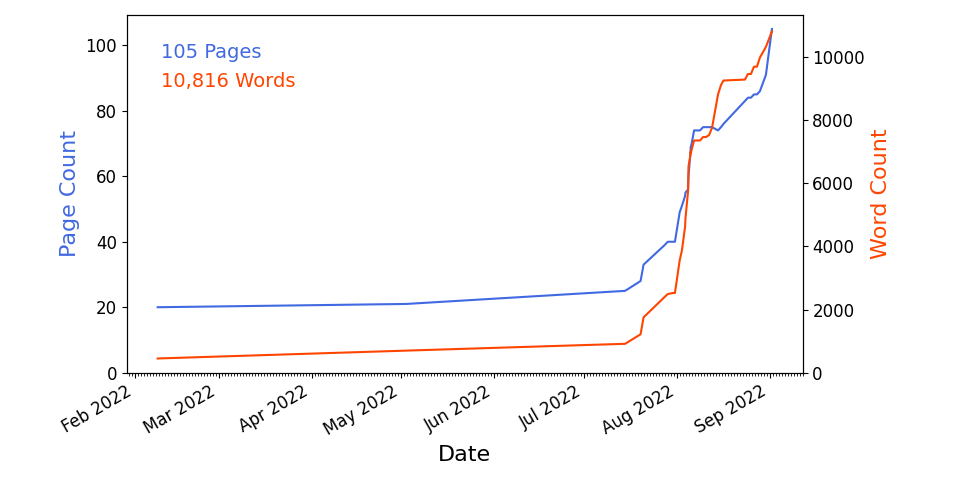 105 Pages
10,816 Words
Page Count
100
80
60
40
20
0
Word Count
10000
8000
6000
4000
2000
0
Feb 2022
Mar 2022
Apr 2022
May 2022
Jun 2022
Jul 2022
Aug 2022
Sep 2022
Date